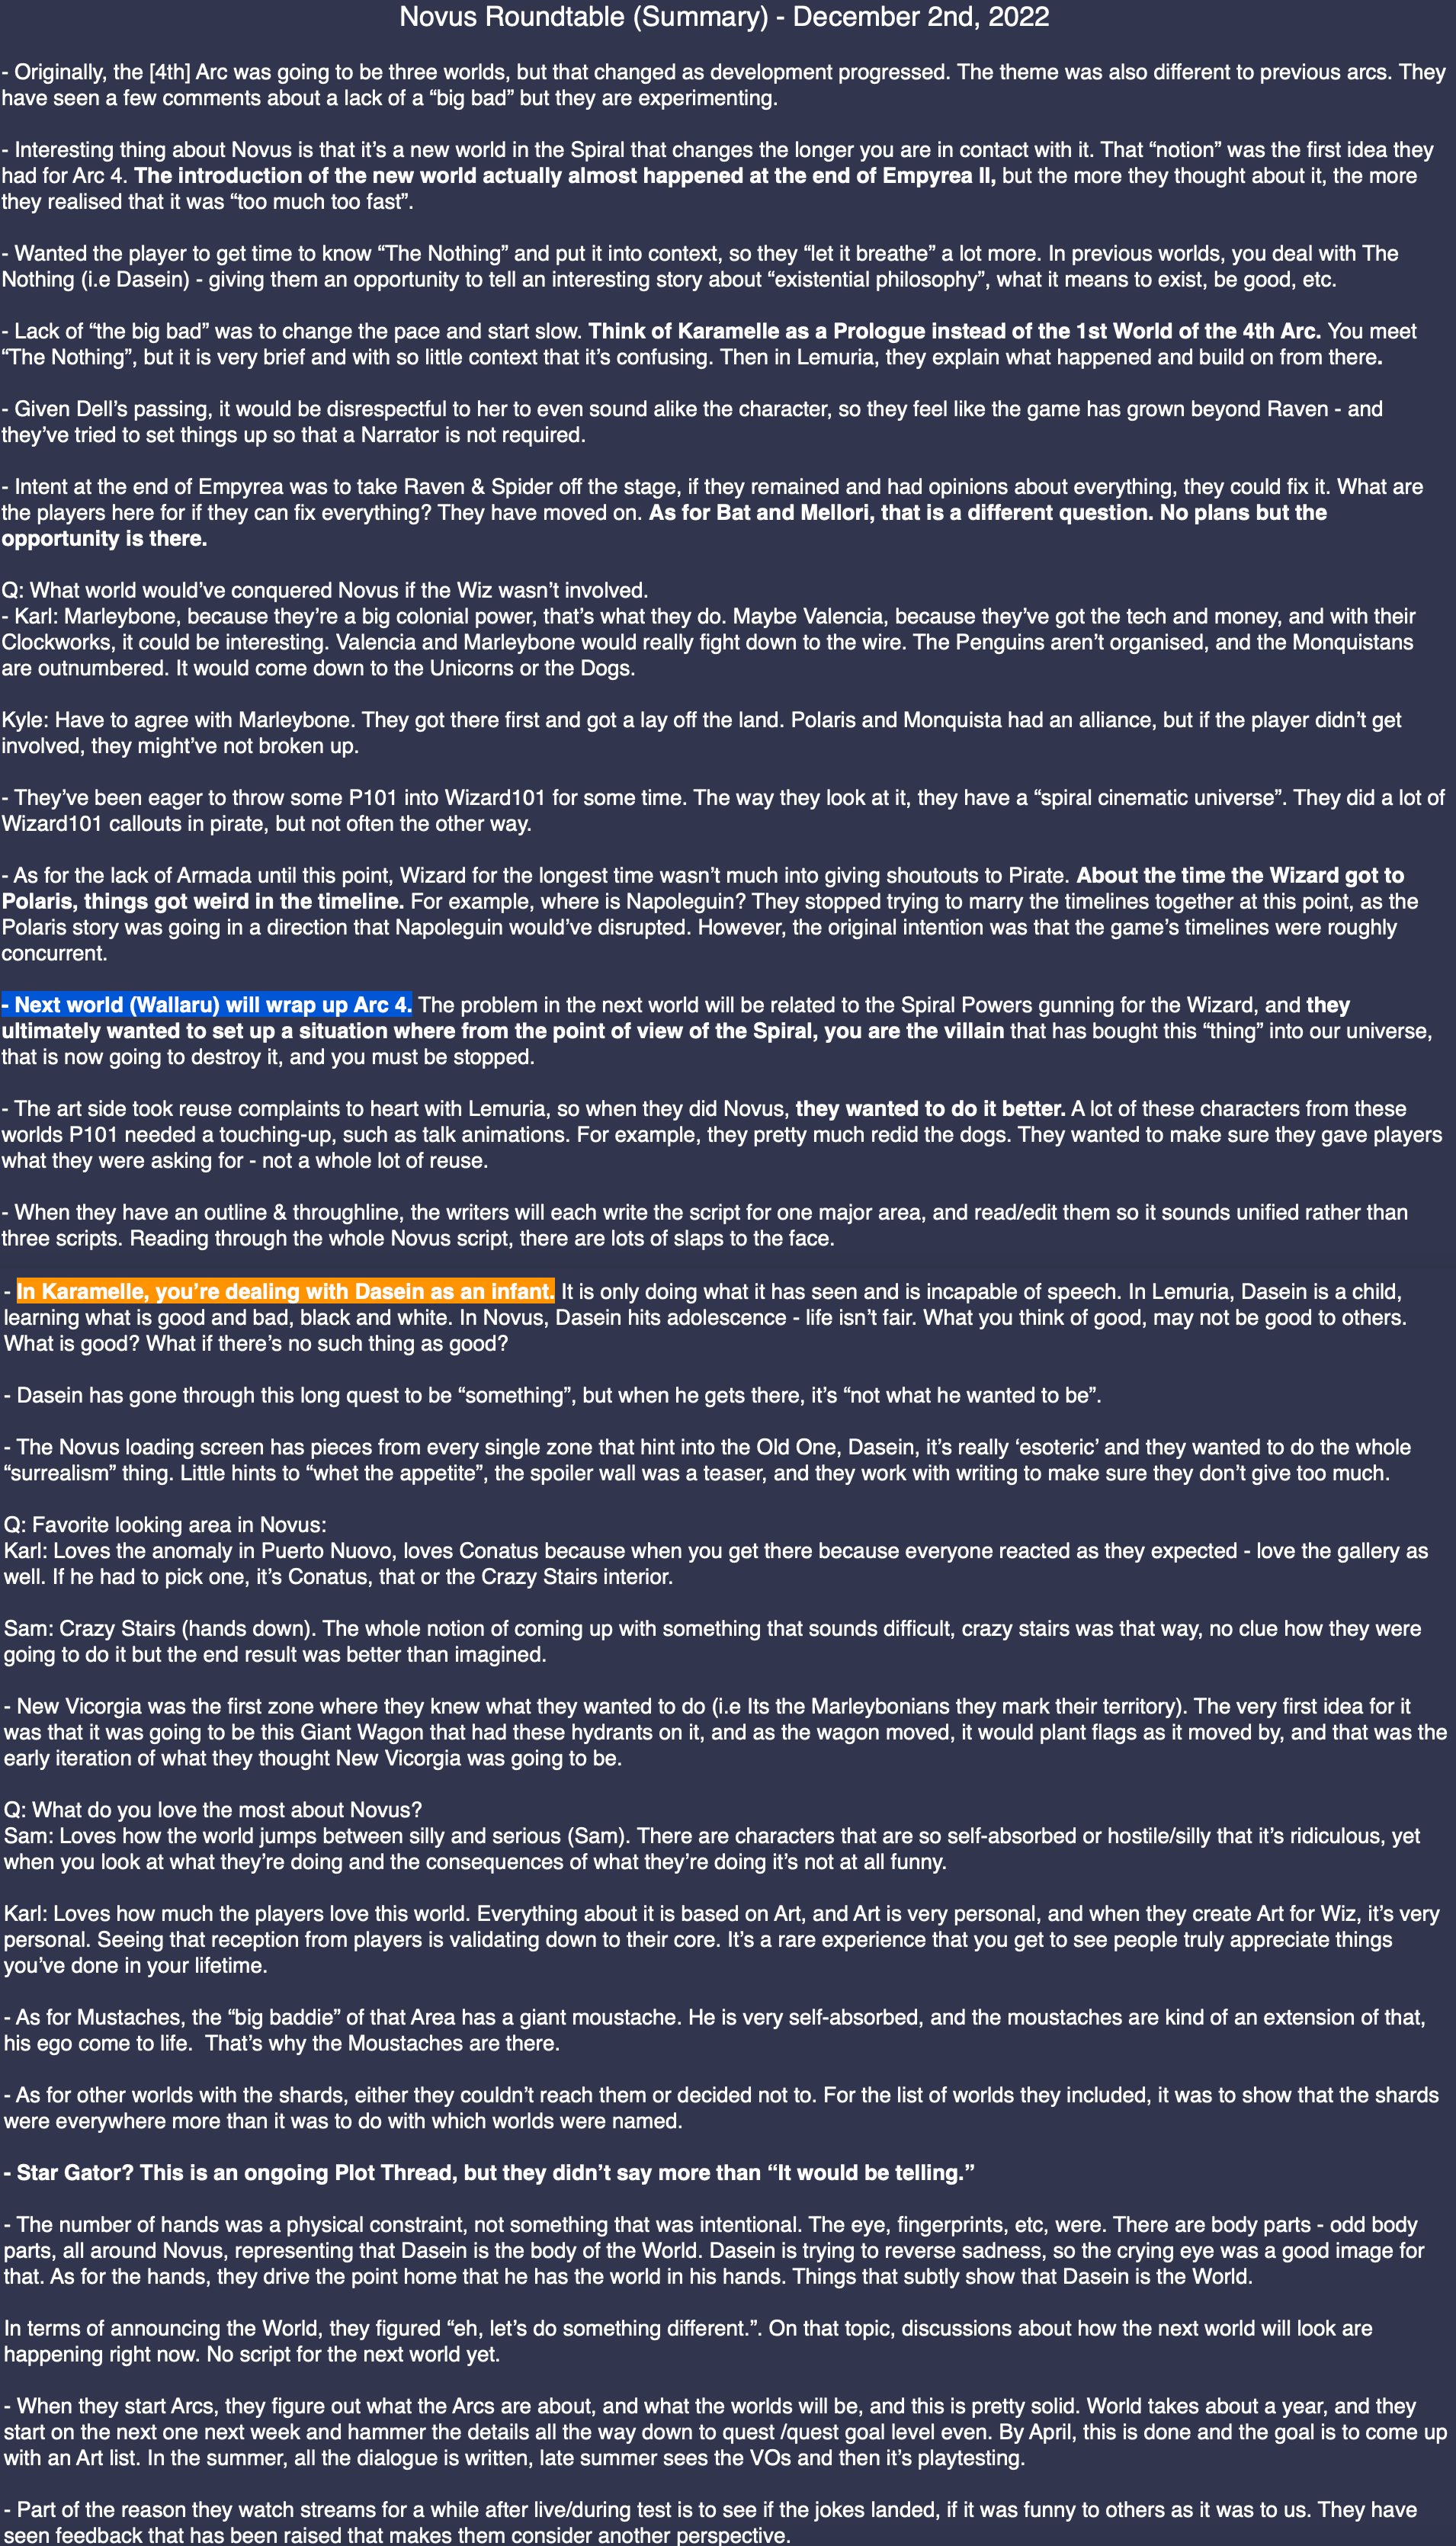 Novus Roundtable (Summary) - December 2nd, 2022
- Originally, the [4th] Arc was going to be three worlds, but that changed as development progressed. The theme was also different to previous arcs. They
have seen a few comments about a lack of a “big bad” but they are experimenting.
- Interesting thing about Novus is that it’s a new world in the Spiral that changes the longer you are in contact with it. That “notion” was the first idea they
had for Arc 4. The introduction of the new world actually almost happened at the end of Empyrea II, but the more they thought about it, the more
they realised that it was “too much too fast”.
- Wanted the player to get time to know “The Nothing” and put it into context, so they “let it breathe” a lot more. In previous worlds, you deal with The
Nothing (i.e Dasein) - giving them an opportunity to tell an interesting story about “existential philosophy”, what it means to exist, be good, etc.
- Lack of “the big bad” was to change the pace and start slow. Think of Karamelle as a Prologue instead of the 1st World of the 4th Arc. You meet
“The Nothing”, but it is very brief and with so little context that it’s confusing. Then in Lemuria, they explain what happened and build on from there.
- Given Dell’s passing, it would be disrespectful to her to even sound alike the character, so they feel like the game has grown beyond Raven - and
they’ve tried to set things up so that a Narrator is not required.
- Intent at the end of Empyrea was to take Raven & Spider off the stage, if they remained and had opinions about everything, they could fix it. What are
the players here for if they can fix everything? They have moved on. As for Bat and Mellori, that is a different question. No plans but the
opportunity is there.
Q: What world would’ve conquered Novus if the Wiz wasn’t involved.
- Karl: Marleybone, because they’re a big colonial power, that’s what they do. Maybe Valencia, because they’ve got the tech and money, and with their
Clockworks, it could be interesting. Valencia and Marleybone would really fight down to the wire. The Penguins aren’t organised, and the Monquistans
are outnumbered. It would come down to the Unicorns or the Dogs.
Kyle: Have to agree with Marleybone. They got there first and got a lay off the land. Polaris and Monquista had an alliance, but if the player didn’t get
involved, they might’ve not broken up.
- They’ve been eager to throw some P101 into Wizard101 for some time. The way they look at it, they have a “spiral cinematic universe”. They did a lot of
Wizard101 callouts in pirate, but not often the other way.
- As for the lack of Armada until this point, Wizard for the longest time wasn’t much into giving shoutouts to Pirate. About the time the Wizard got to
Polaris, things got weird in the timeline. For example, where is Napoleguin? They stopped trying to marry the timelines together at this point, as the
Polaris story was going in a direction that Napoleguin would’ve disrupted. However, the original intention was that the game’s timelines were roughly
concurrent.
- Next world (Wallaru) will wrap up Arc 4. The problem in the next world will be related to the Spiral Powers gunning for the Wizard, and they
ultimately wanted to set up a situation where from the point of view of the Spiral, you are the villain that has bought this “thing” into our universe,
that is now going to destroy it, and you must be stopped.
- The art side took reuse complaints to heart with Lemuria, so when they did Novus, they wanted to do it better. A lot of these characters from these
worlds P101 needed a touching-up, such as talk animations. For example, they pretty much redid the dogs. They wanted to make sure they gave players
what they were asking for - not a whole lot of reuse.
- When they have an outline & throughline, the writers will each write the script for one major area, and read/edit them so it sounds unified rather than
three scripts. Reading through the whole Novus script, there are lots of slaps to the face.
- In Karamelle, you’re dealing with Dasein as an infant. It is only doing what it has seen and is incapable of speech. In Lemuria, Dasein is a child,
learning what is good and bad, black and white. In Novus, Dasein hits adolescence - life isn’t fair. What you think of good, may not be good to others.
What is good? What if there’s no such thing as good?
- Dasein has gone through this long quest to be “something”, but when he gets there, it’s “not what he wanted to be”.
- The Novus loading screen has pieces from every single zone that hint into the Old One, Dasein, it’s really ‘esoteric’ and they wanted to do the whole
“surrealism” thing. Little hints to “whet the appetite”, the spoiler wall was a teaser, and they work with writing to make sure they don’t give too much.
Q: Favorite looking area in Novus:
Karl: Loves the anomaly in Puerto Nuovo, loves Conatus because when you get there because everyone reacted as they expected - love the gallery as
well. If he had to pick one, it’s Conatus, that or the Crazy Stairs interior.
Sam: Crazy Stairs (hands down). The whole notion of coming up with something that sounds difficult, crazy stairs was that way, no clue how they were
going to do it but the end result was better than imagined.
- New Vicorgia was the first zone where they knew what they wanted to do (i.e Its the Marleybonians they mark their territory). The very first idea for it
was that it was going to be this Giant Wagon that had these hydrants on it, and as the wagon moved, it would plant flags as it moved by, and that was the
early iteration of what they thought New Vicorgia was going to be.
Q: What do you love the most about Novus?
Sam: Loves how the world jumps between silly and serious (Sam). There are characters that are so self-absorbed or hostile/silly that it’s ridiculous, yet
when you look at what they’re doing and the consequences of what they’re doing it’s not at all funny.
Karl: Loves how much the players love this world. Everything about it is based on Art, and Art is very personal, and when they create Art for Wiz, it’s very
personal. Seeing that reception from players is validating down to their core. It’s a rare experience that you get to see people truly appreciate things
you’ve done in your lifetime.
- As for Mustaches, the “big baddie” of that Area has a giant moustache. He is very self-absorbed, and the moustaches are kind of an extension of that,
his ego come to life. That’s why the Moustaches are there.
- As for other worlds with the shards, either they couldn’t reach them or decided not to. For the list of worlds they included, it was to show that the shards
were everywhere more than it was to do with which worlds were named.
- Star Gator? This is an ongoing Plot Thread, but they didn’t say more than “It would be telling.”
- The number of hands was a physical constraint, not something that was intentional. The eye, fingerprints, etc, were. There are body parts - odd body
parts, all around Novus, representing that Dasein is the body of the World. Dasein is trying to reverse sadness, so the crying eye was a good image for
that. As for the hands, they drive the point home that he has the world in his hands. Things that subtly show that Dasein is the World.
In terms of announcing the World, they figured “eh, let’s do something different.”. On that topic, discussions about how the next world will look are
happening right now. No script for the next world yet.
- When they start Arcs, they figure out what the Arcs are about, and what the worlds will be, and this is pretty solid. World takes about a year, and they
start on the next one next week and hammer the details all the way down to quest /quest goal level even. By April, this is done and the goal is to come up
with an Art list. In the summer, all the dialogue is written, late summer sees the VOs and then it’s playtesting.
- Part of the reason they watch streams for a while after live/during test is to see if the jokes landed, if it was funny to others as it was to us. They have
seen feedback that has been raised that makes them consider another perspective.